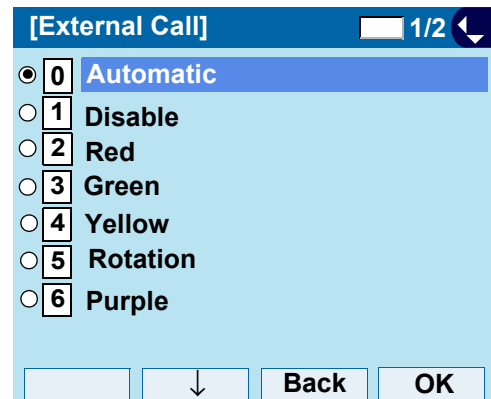 [External Call] 1/2
0 Automatic
1 Disable
2 Red
3 Green
4 Yellow
5 Rotation
6 Purple
↓ Back OK